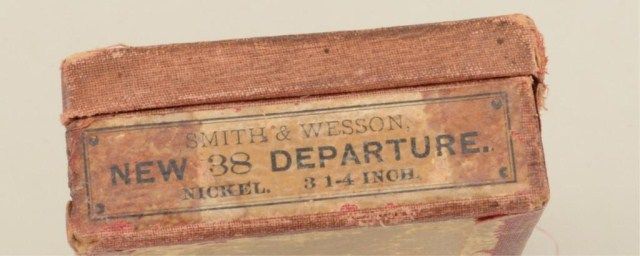 SMITH & WESSON,
NEW 38 DEPARTURE.
NICKEL. 3 1-4 INCH.